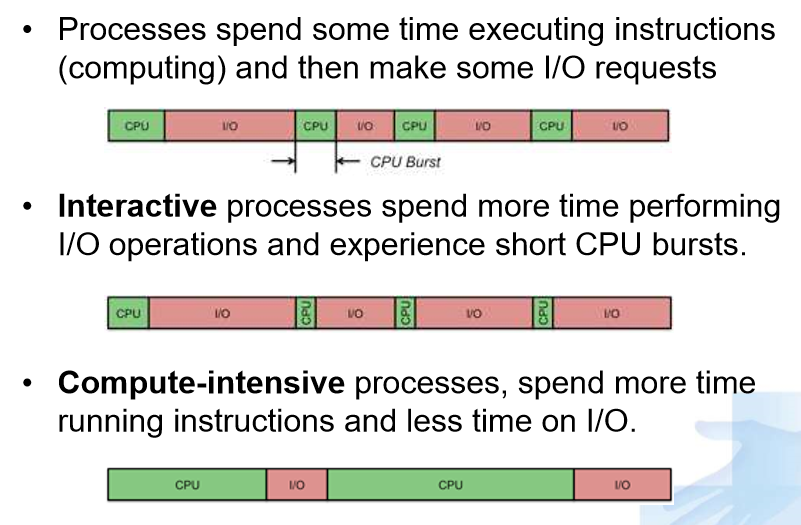 • Processes spend some time executing instructions
(computing) and then make some I/O requests
CPU I/O CPU I/O CPU I/O CPU I/O
CPU Burst
• Interactive processes spend more time performing
I/O operations and experience short CPU bursts.
CPU I/O CPU I/O CPU I/O CPU I/O
• Compute-intensive processes, spend more time
running instructions and less time on I/O.
CPU I/O CPU I/O